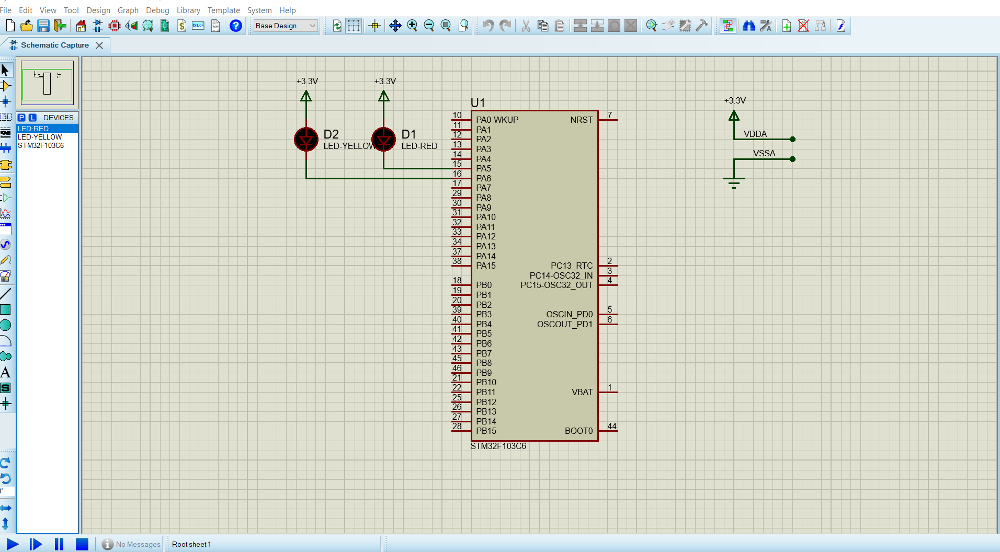 File Edit View Tool Design Graph Debug Library Template System Help
Base Design
Schematic Capture
P L DEVICES
LED-RED
LED-YELLOW
STM32F103C6
LBL
A
S
+3.3V
D2
LED-YELLOW
+3.3V
D1
LED-RED
U1
10 PA0-WKUP
11 PA1
12 PA2
13 PA3
14 PA4
15 PA5
16 PA6
17 PA7
29 PA8
30 PA9
31 PA10
32 PA11
33 PA12
34 PA13
37 PA14
38 PA15
18 PB0
19 PB1
20 PB2
39 PB3
40 PB4
41 PB5
42 PB6
43 PB7
45 PB8
46 PB9
21 PB10
22 PB11
25 PB12
26 PB13
27 PB14
28 PB15
NRST 7
PC13_RTC 2
PC14-OSC32_IN 3
PC15-OSC32_OUT 4
OSCIN_PD0 5
OSCOUT_PD1 6
VBAT 1
BOOT0 44
STM32F103C6
+3.3V
VDDA
VSSA
No Messages
Root sheet 1